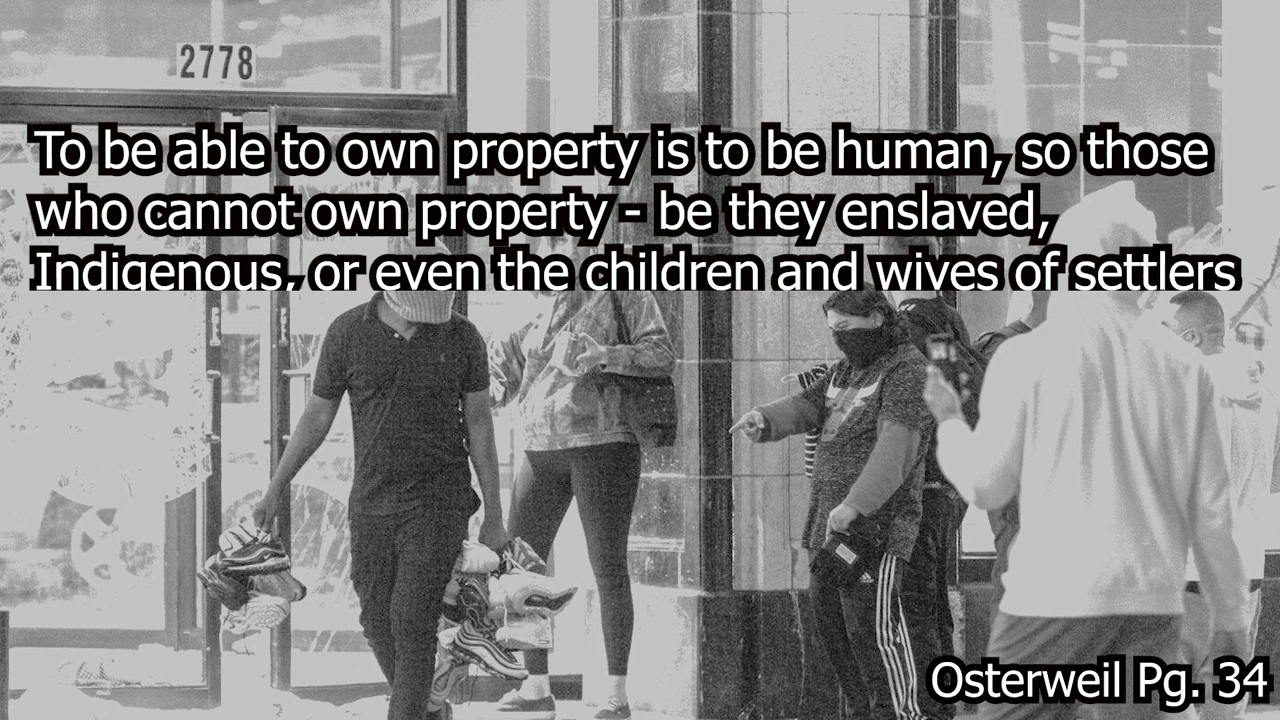 2778
To be able to own property is to be human, so those
who cannot own property - be they enslaved,
Indigenous, or even the children and wives of settlers
Osterweil Pg. 34